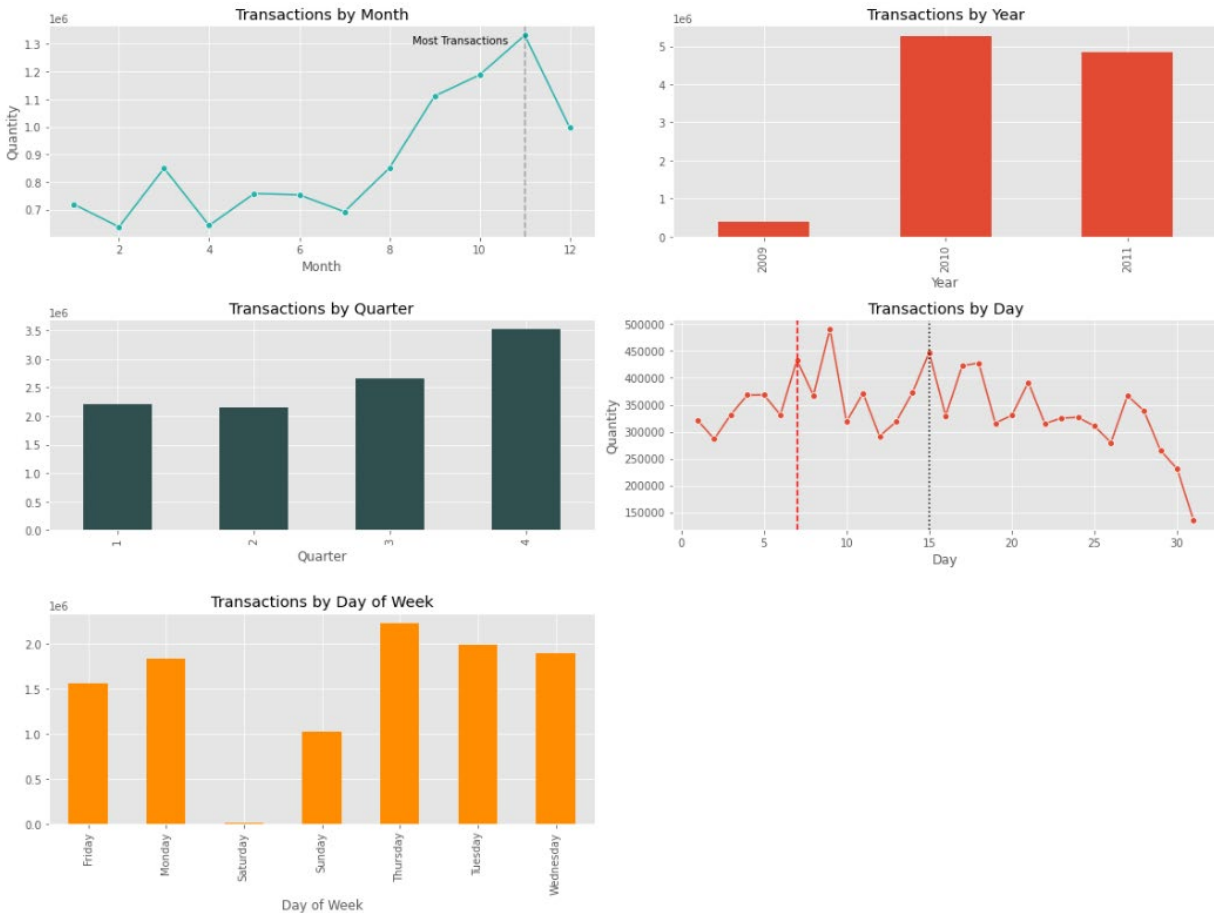 Transactions by Month
1e6
Most Transactions
1.3
1.2
1.1
1.0
0.9
0.8
0.7
Quantity
2 4 6 8 10 12
Month
Transactions by Year
1e6
5
4
3
2
1
0
2009 2010 2011
Year
Transactions by Quarter
1e6
3.5
3.0
2.5
2.0
1.5
1.0
0.5
0.0
1 2 3 4
Quarter
Transactions by Day
500000
450000
400000
350000
300000
250000
200000
150000
Quantity
0 5 10 15 20 25 30
Day
Transactions by Day of Week
1e6
2.0
1.5
1.0
0.5
0.0
Friday Monday Saturday Sunday Thursday Tuesday Wednesday
Day of Week